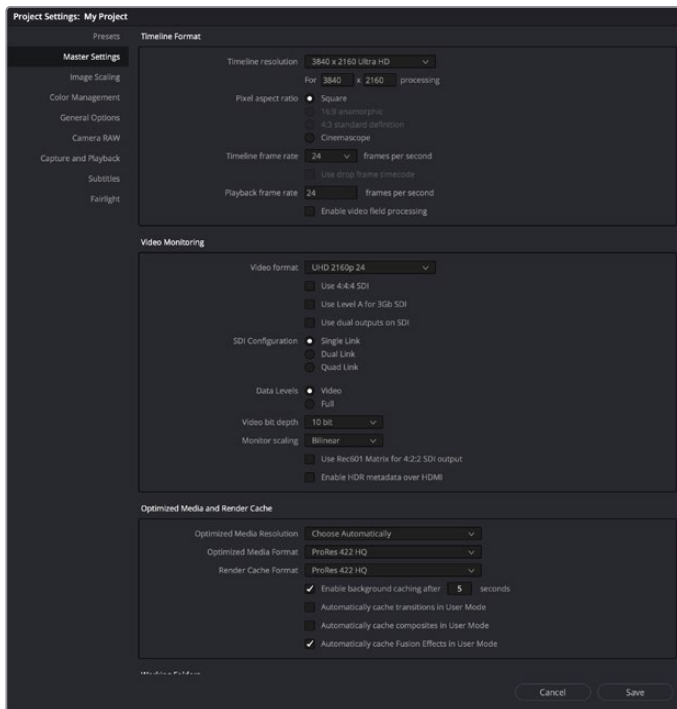 Project Settings: My Project
Presets
Master Settings
Image Scaling
Color Management
General Options
Camera RAW
Capture and Playback
Subtitles
Fairlight
Timeline Format
Timeline resolution 3840 x 2160 Ultra HD
For 3840 x 2160 processing
Pixel aspect ratio Square
16:9 anamorphic
4:3 standard definition
Cinemascope
Timeline frame rate 24 frames per second
Use drop frame timecode
Playback frame rate 24 frames per second
Enable video field processing
Video Monitoring
Video format UHD 2160p 24
Use 4:4:4 SDI
Use Level A for 3Gb SDI
Use dual outputs on SDI
SDI Configuration Single Link
Dual Link
Quad Link
Data Levels Video
Full
Video bit depth 10 bit
Monitor scaling Bilinear
Use Rec601 Matrix for 4:2:2 SDI output
Enable HDR metadata over HDMI
Optimized Media and Render Cache
Optimized Media Resolution Choose Automatically
Optimized Media Format ProRes 422 HQ
Render Cache Format ProRes 422 HQ
Enable background caching after 5 seconds
Automatically cache transitions in User Mode
Automatically cache composites in User Mode
Automatically cache Fusion Effects in User Mode
Cancel
Save